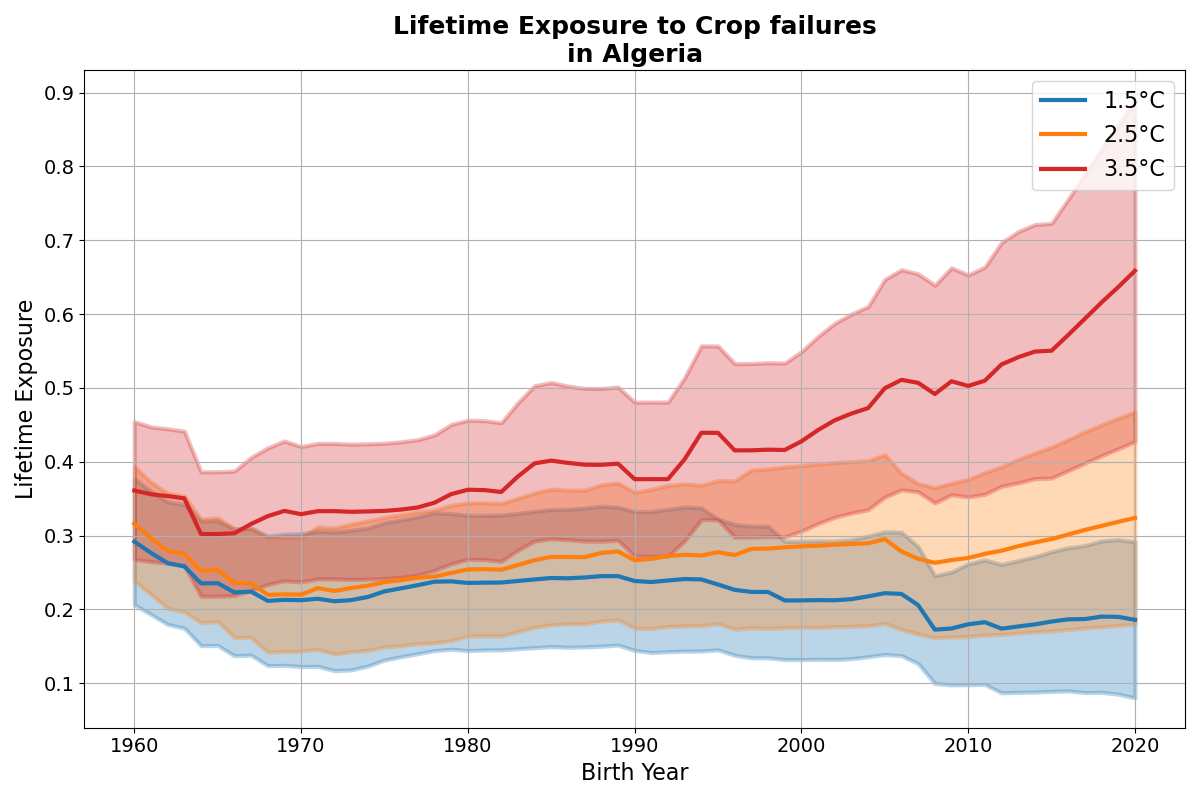 Lifetime Exposure to Crop failures
in Algeria
1.5°C
2.5°C
3.5°C
Lifetime Exposure
0.9
0.8
0.7
0.6
0.5
0.4
0.3
0.2
0.1
1960 1970 1980 1990 2000 2010 2020
Birth Year